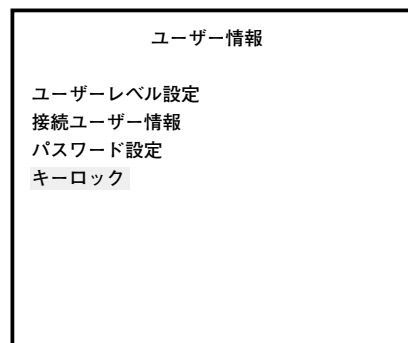 ユーザー情報
ユーザーレベル設定
接続ユーザー情報
パスワード設定
キーロック